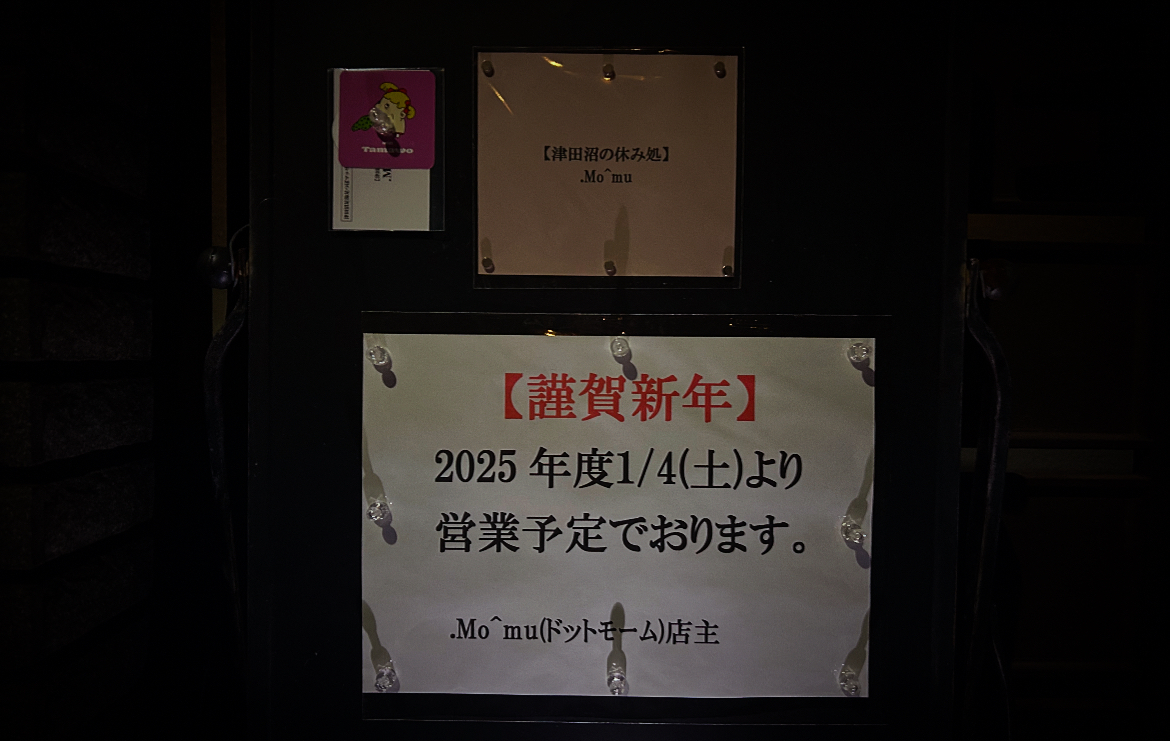 【津田沼の休み処】
.Mo^mu
【謹賀新年】
2025 年度1/4(土)より
営業予定でおります。
.Mo^mu(ドットモーム)店主